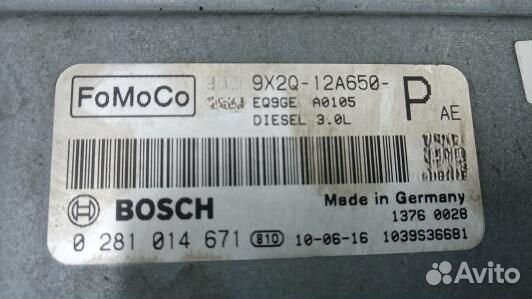 FoMoCo
9X2Q-12A650-
P
AE
EQ9GE A0105
DIESEL 3.0L
BOSCH
Made in Germany
1376 0028
0 281 014 671 810 10-06-16 1039S36681
Avito